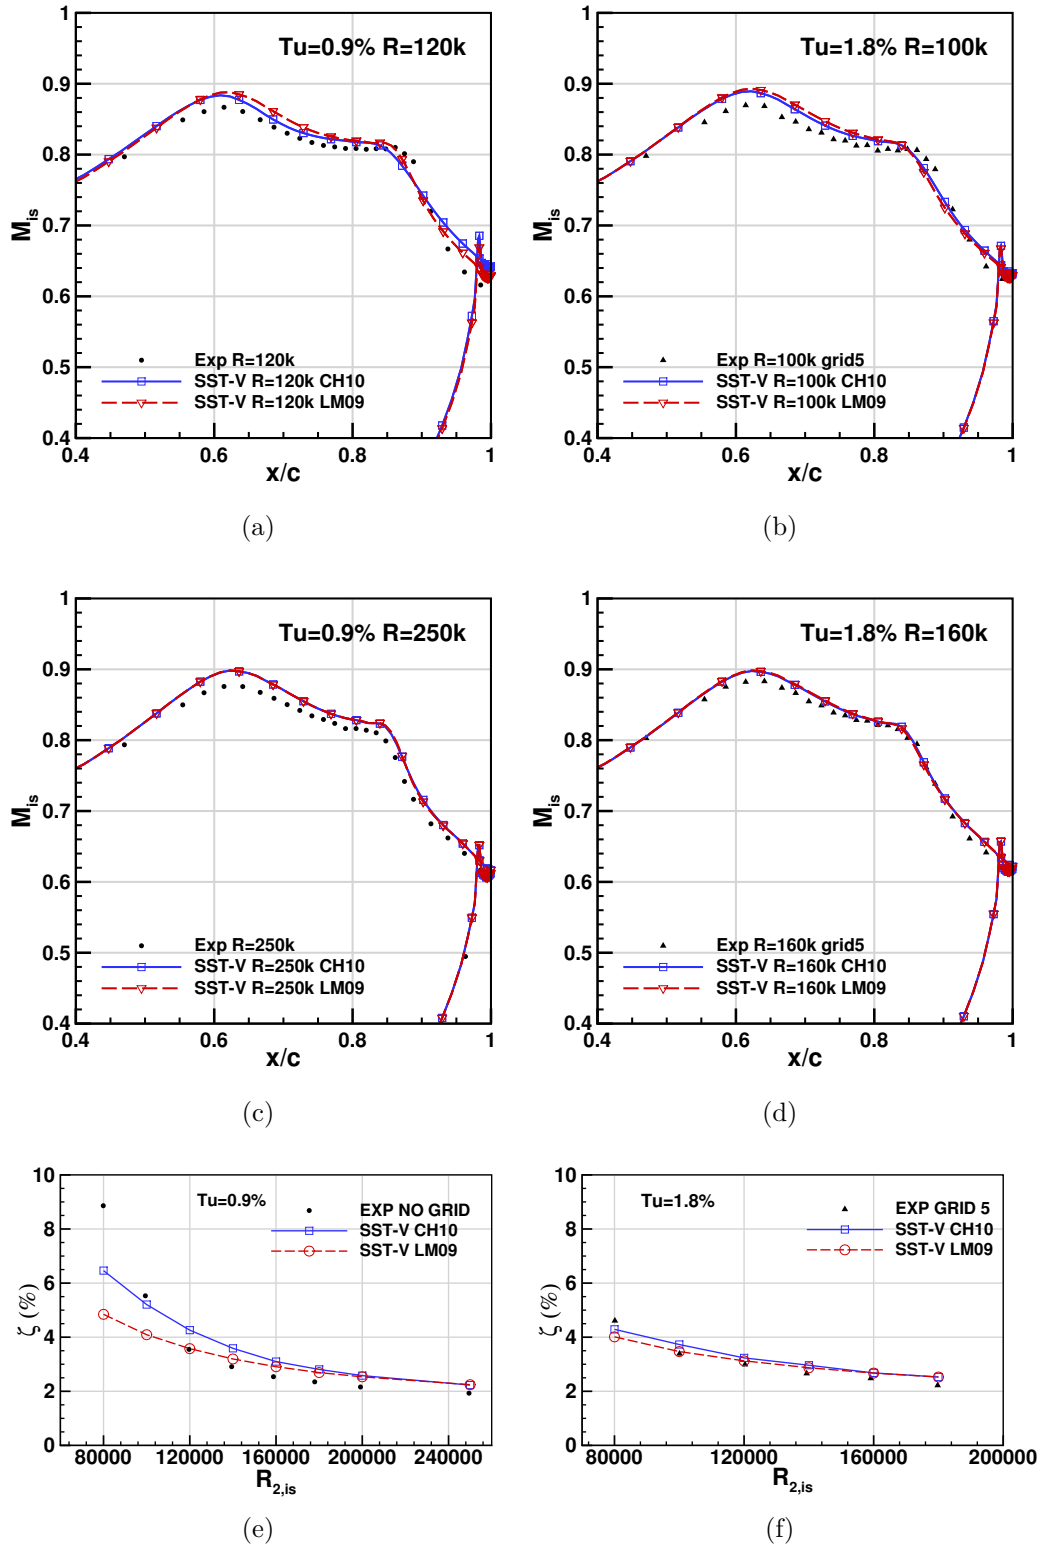 Tu=0.9% R=120k
1
0.9
0.8
0.7
0.6
0.5
0.4
M_is
Exp R=120k
SST-V R=120k CH10
SST-V R=120k LM09
0.4 0.6 0.8 1
x/c
(a)
Tu=1.8% R=100k
1
0.9
0.8
0.7
0.6
0.5
0.4
M_is
Exp R=100k grid5
SST-V R=100k CH10
SST-V R=100k LM09
0.4 0.6 0.8 1
x/c
(b)
Tu=0.9% R=250k
1
0.9
0.8
0.7
0.6
0.5
0.4
M_is
Exp R=250k
SST-V R=250k CH10
SST-V R=250k LM09
0.4 0.6 0.8 1
x/c
(c)
Tu=1.8% R=160k
1
0.9
0.8
0.7
0.6
0.5
0.4
M_is
Exp R=160k grid5
SST-V R=160k CH10
SST-V R=160k LM09
0.4 0.6 0.8 1
x/c
(d)
Tu=0.9%
EXP NO GRID
SST-V CH10
SST-V LM09
10
8
6
4
2
0
ζ (%)
80000 120000 160000 200000 240000
R_2,is
(e)
Tu=1.8%
EXP GRID 5
SST-V CH10
SST-V LM09
10
8
6
4
2
0
ζ (%)
80000 120000 160000 200000
R_2,is
(f)